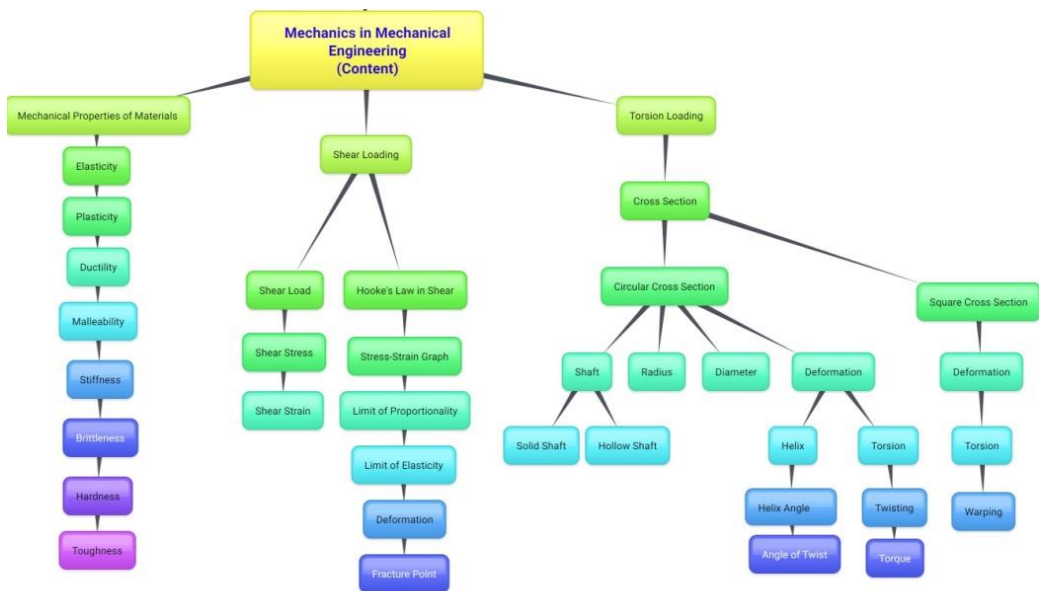 Mechanics in Mechanical
Engineering
(Content)
Mechanical Properties of Materials
Elasticity
Plasticity
Ductility
Malleability
Stiffness
Brittleness
Hardness
Toughness
Shear Loading
Shear Load
Shear Stress
Shear Strain
Hooke's Law in Shear
Stress-Strain Graph
Limit of Proportionality
Limit of Elasticity
Deformation
Fracture Point
Torsion Loading
Cross Section
Circular Cross Section
Shaft
Solid Shaft
Hollow Shaft
Radius
Diameter
Deformation
Helix
Helix Angle
Angle of Twist
Torsion
Twisting
Torque
Square Cross Section
Deformation
Torsion
Warping